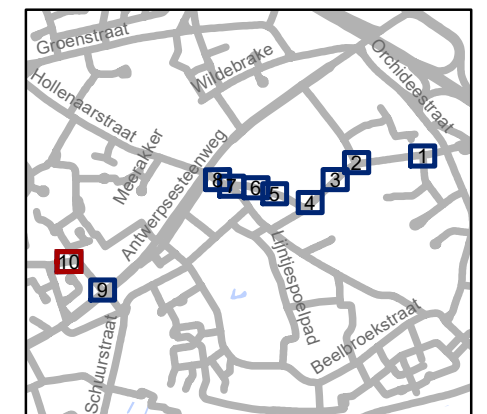 Groenstraat
Wildebrake
Orchideestraat
Hollenaarstraat
Meerakker
Antwerpsesteenweg
1
2
3
4
5
6
7
8
10
9
Lijntjespoelpad
Beelbroekstraat
Schuurstraat